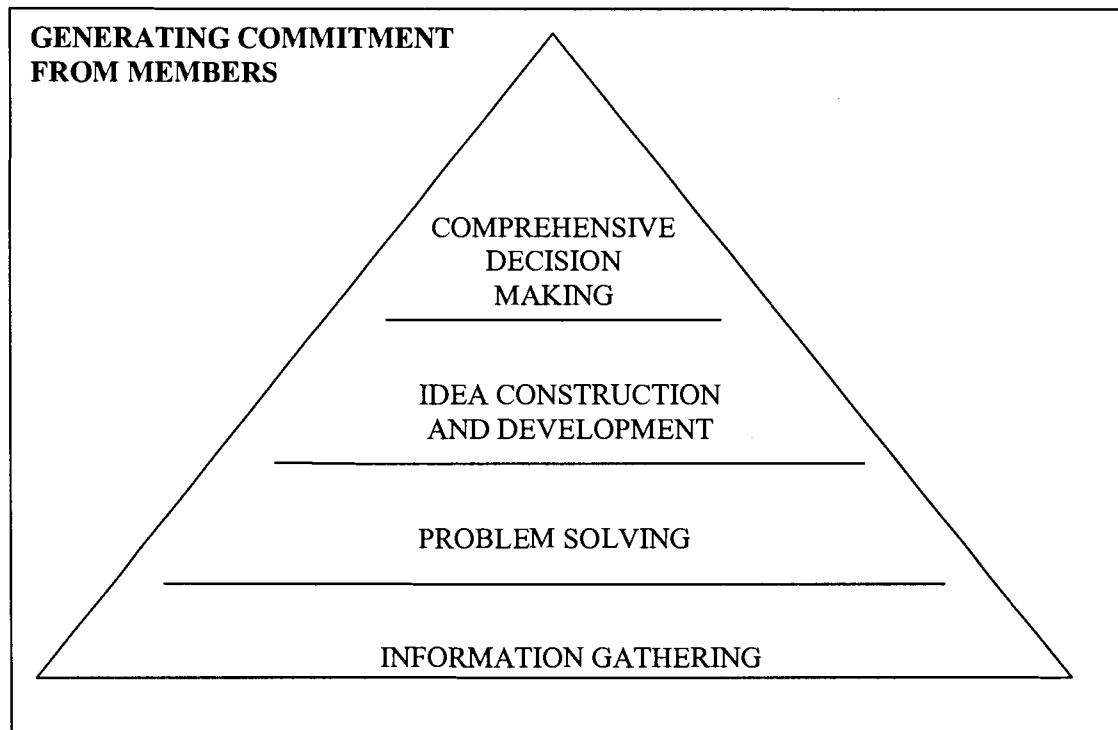 GENERATING COMMITMENT
FROM MEMBERS
COMPREHENSIVE
DECISION
MAKING
IDEA CONSTRUCTION
AND DEVELOPMENT
PROBLEM SOLVING
INFORMATION GATHERING